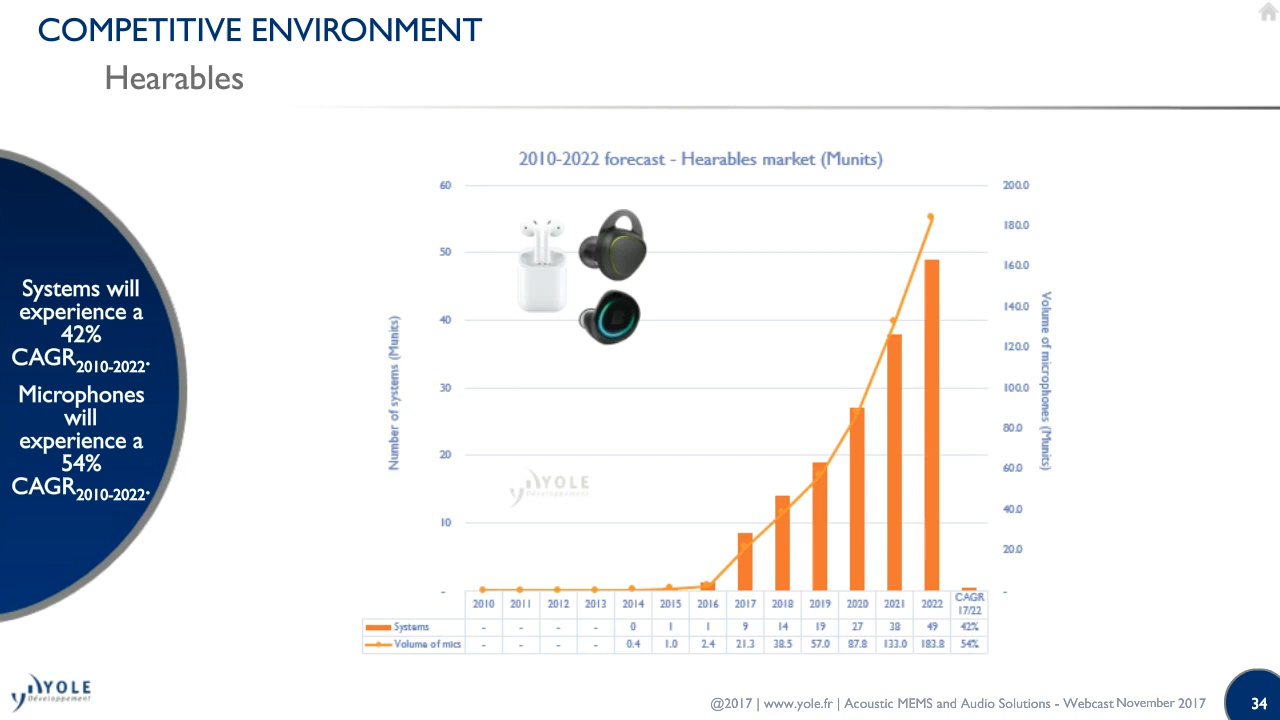 COMPETITIVE ENVIRONMENT
Hearables
Systems will
experience a
42%
CAGR2010-2022.
Microphones
will
experience a
54%
CAGR2010-2022.
2010-2022 forecast - Hearables market (Munits)
60
50
40
30
20
10
-
Number of systems (Munits)
200.0
180.0
160.0
140.0
120.0
100.0
80.0
60.0
40.0
20.0
-
Volume of microphones (Munits)
YOLE
Développement
2010 2011 2012 2013 2014 2015 2016 2017 2018 2019 2020 2021 2022 CAGR 17/22
Systems - - - - 0 1 1 9 14 19 27 38 49 42%
Volume of mics - - - - 0.4 1.0 2.4 21.3 38.5 57.0 87.8 133.0 183.8 54%
YOLE
Développement
@2017 | www.yole.fr | Acoustic MEMS and Audio Solutions - Webcast November 2017
34